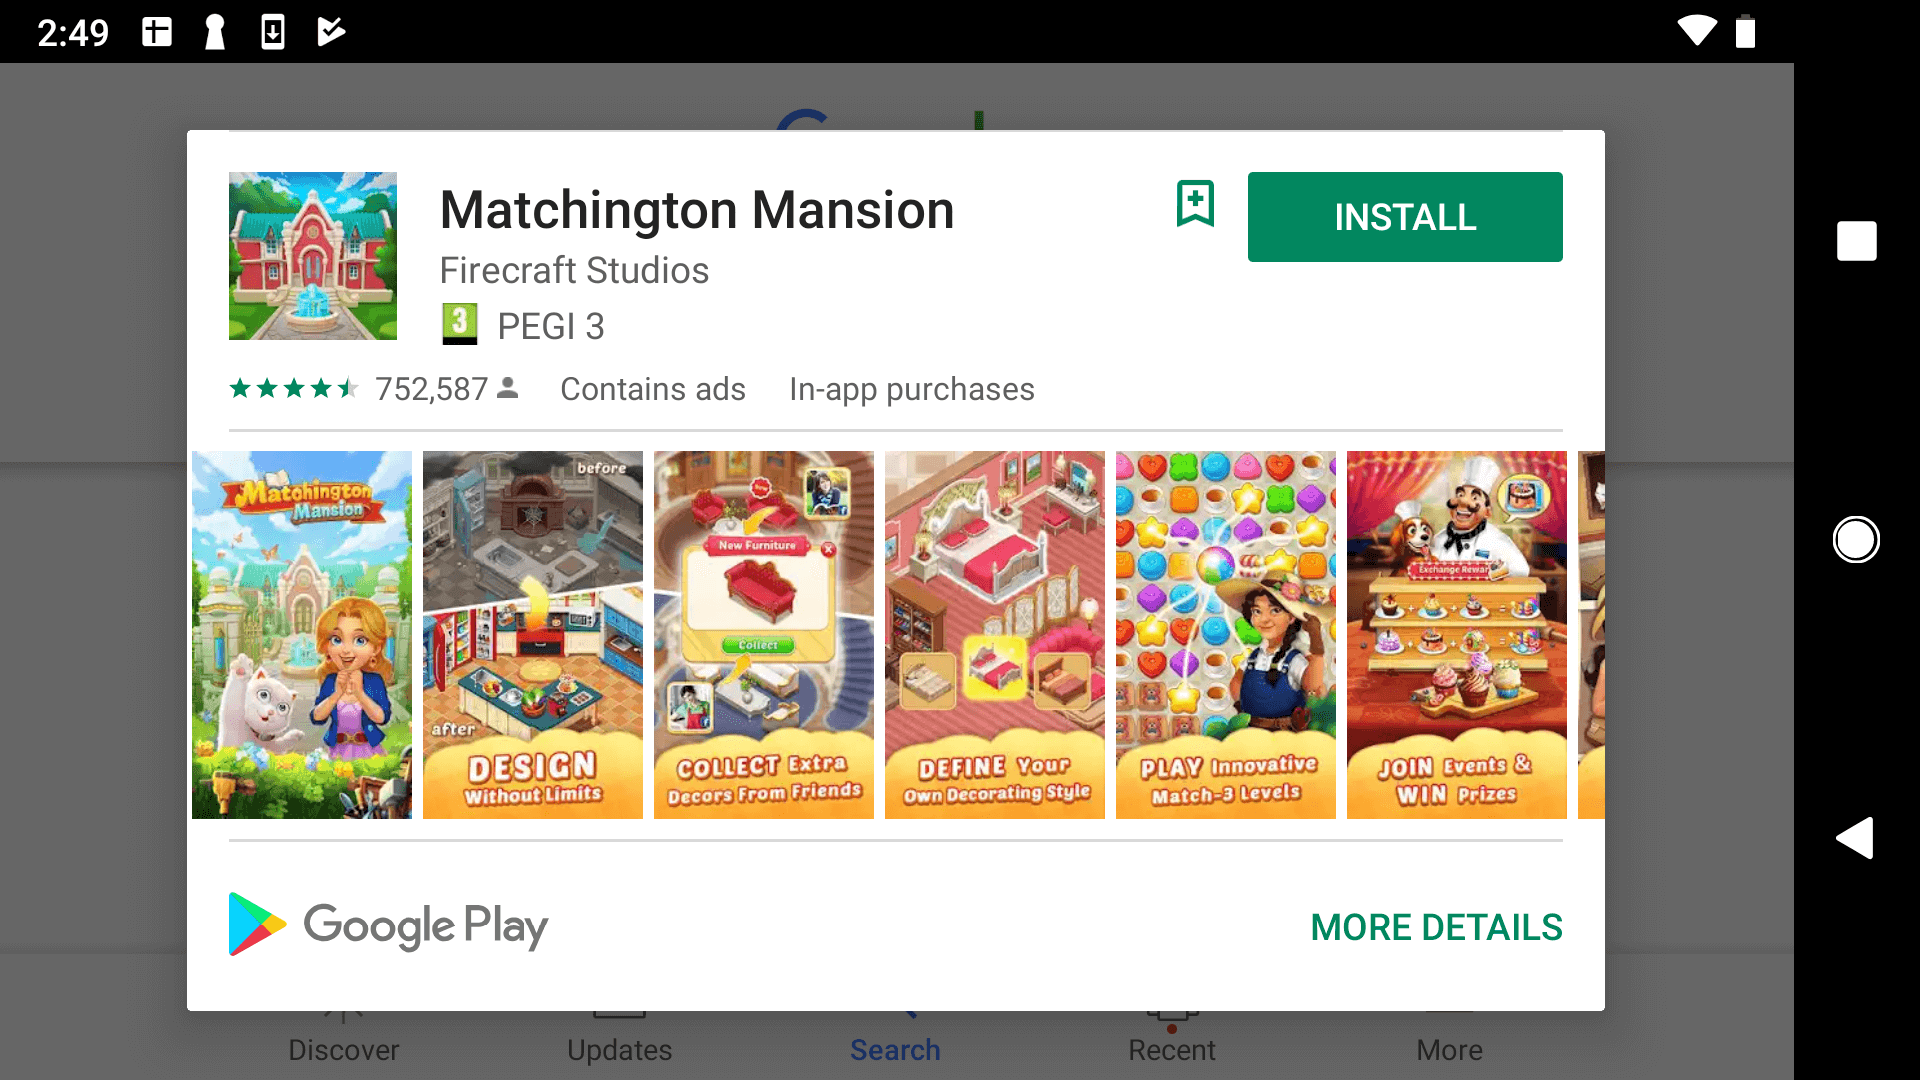 2:49
Matchington Mansion
INSTALL
Firecraft Studios
3 PEGI 3
752,587 Contains ads In-app purchases
Matchington
Mansion
before
after
DESIGN
Without Limits
New
New Furniture
Collect
COLLECT Extra
Decors From Friends
DEFINE Your
Own Decorating Style
PLAY Innovative
Match-3 Levels
Exchange Rewar
JOIN Events &
WIN Prizes
Google Play
MORE DETAILS
Discover Updates Search Recent More